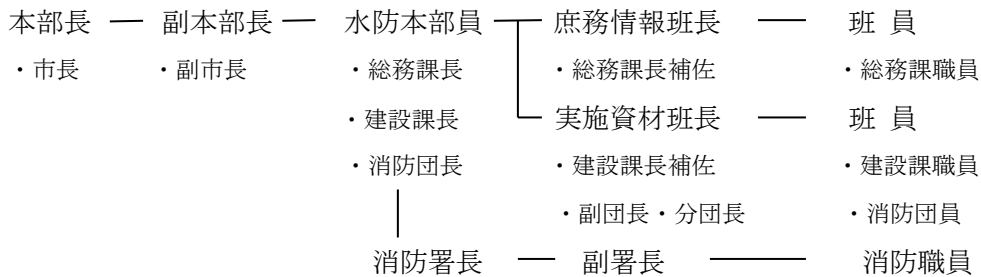 本部長 副本部長 水防本部員 庶務情報班長 班 員
・市長 ・副市長 ・総務課長 ・総務課長補佐 ・総務課職員
・建設課長 実施資材班長 班 員
・消防団長 ・建設課長補佐 ・建設課職員
・副団長・分団長 ・消防団員
消防署長 副署長 消防職員